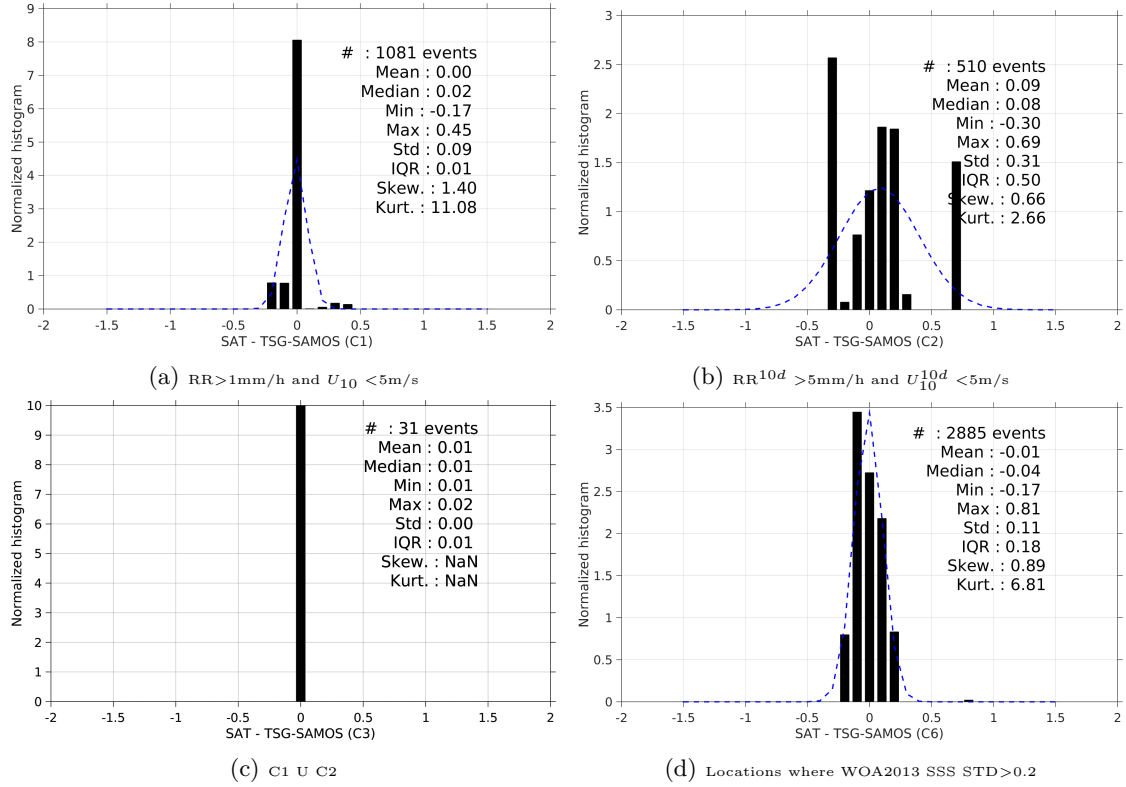 9
8
7
6
5
4
3
2
1
0
Normalized histogram
# : 1081 events
Mean : 0.00
Median : 0.02
Min : -0.17
Max : 0.45
Std : 0.09
IQR : 0.01
Skew. : 1.40
Kurt. : 11.08
-2 -1.5 -1 -0.5 0 0.5 1 1.5 2
SAT - TSG-SAMOS (C1)
(a) RR>1mm/h and U10 <5m/s
3
2.5
2
1.5
1
0.5
0
Normalized histogram
# : 510 events
Mean : 0.09
Median : 0.08
Min : -0.30
Max : 0.69
Std : 0.31
IQR : 0.50
Skew. : 0.66
Kurt. : 2.66
-2 -1.5 -1 -0.5 0 0.5 1 1.5 2
SAT - TSG-SAMOS (C2)
(b) RR^10d >5mm/h and U_10^10d <5m/s
10
9
8
7
6
5
4
3
2
1
0
Normalized histogram
# : 31 events
Mean : 0.01
Median : 0.01
Min : 0.01
Max : 0.02
Std : 0.00
IQR : 0.01
Skew. : NaN
Kurt. : NaN
-2 -1.5 -1 -0.5 0 0.5 1 1.5 2
SAT - TSG-SAMOS (C3)
(c) C1 U C2
3.5
3
2.5
2
1.5
1
0.5
0
Normalized histogram
# : 2885 events
Mean : -0.01
Median : -0.04
Min : -0.17
Max : 0.81
Std : 0.11
IQR : 0.18
Skew. : 0.89
Kurt. : 6.81
-2 -1.5 -1 -0.5 0 0.5 1 1.5 2
SAT - TSG-SAMOS (C6)
(d) Locations where WOA2013 SSS STD>0.2